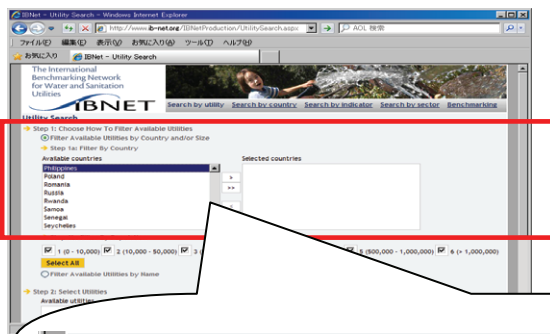 IBNet - Utility Search - Windows Internet Explorer
http://www.ib-net.org/IBNetProduction/UtilitySearch.aspx
AOL 検索
ファイル(F) 編集(E) 表示(V) お気に入り(A) ツール(T) ヘルプ(H)
お気に入り IBNet - Utility Search
The International
Benchmarking Network
for Water and Sanitation
Utilities
IBNET
Search by utility Search by country Search by indicator Search by sector Benchmarking
Utility Search
Step 1: Choose How To Filter Available Utilities
Filter Available Utilities by Country and/or Size
Step 1a: Filter By Country
Available countries Selected countries
Philippines
Poland
Romania
Russia
Rwanda
Samoa
Senegal
Seychelles
>
>>
<
1 (0 - 10,000) 2 (10,000 - 50,000) 3 5 (500,000 - 1,000,000) 6 (> 1,000,000)
Select All
Filter Available Utilities by Name
Step 2: Select Utilities
Available utilities